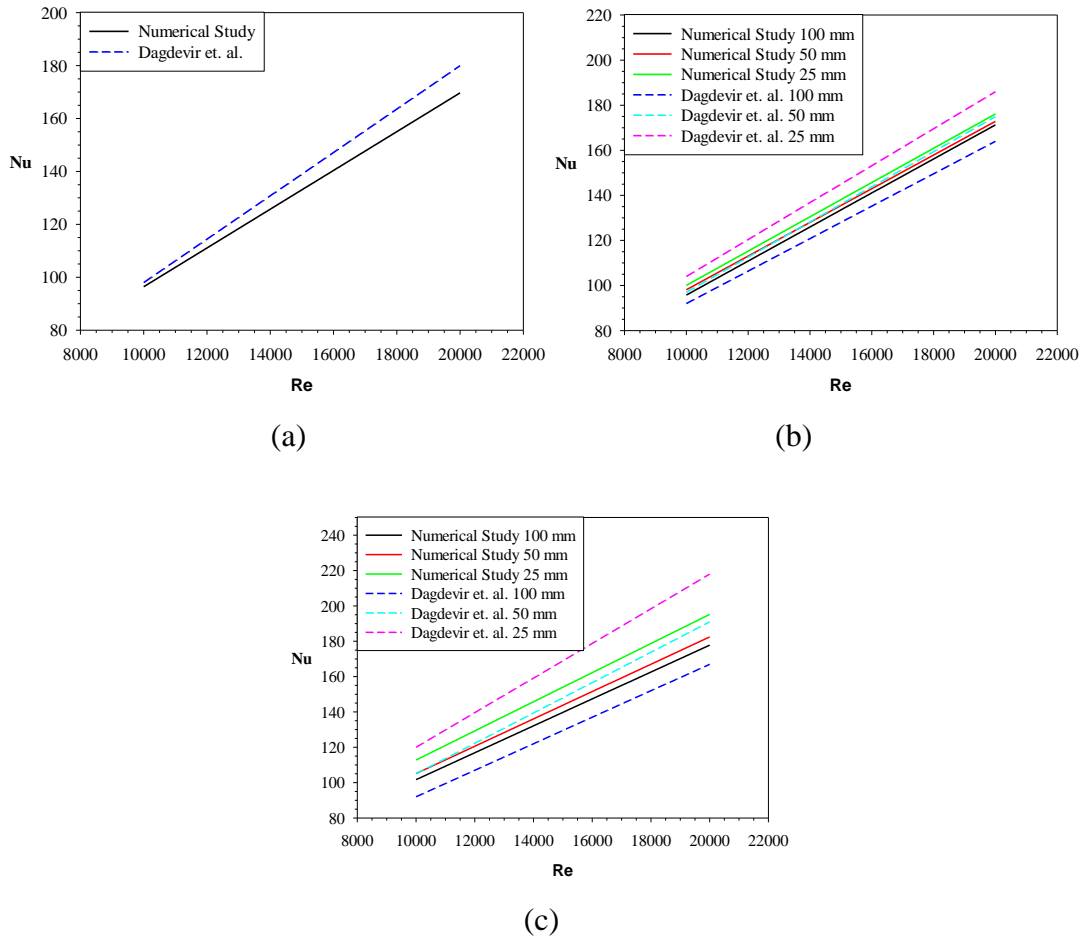 200
180
160
140
120
100
80
Nu
Numerical Study
Dagdevir et. al.
8000 10000 12000 14000 16000 18000 20000 22000
Re
(a)
220
200
180
160
140
120
100
80
Nu
Numerical Study 100 mm
Numerical Study 50 mm
Numerical Study 25 mm
Dagdevir et. al. 100 mm
Dagdevir et. al. 50 mm
Dagdevir et. al. 25 mm
8000 10000 12000 14000 16000 18000 20000 22000
Re
(b)
240
220
200
180
160
140
120
100
80
Nu
Numerical Study 100 mm
Numerical Study 50 mm
Numerical Study 25 mm
Dagdevir et. al. 100 mm
Dagdevir et. al. 50 mm
Dagdevir et. al. 25 mm
8000 10000 12000 14000 16000 18000 20000 22000
Re
(c)